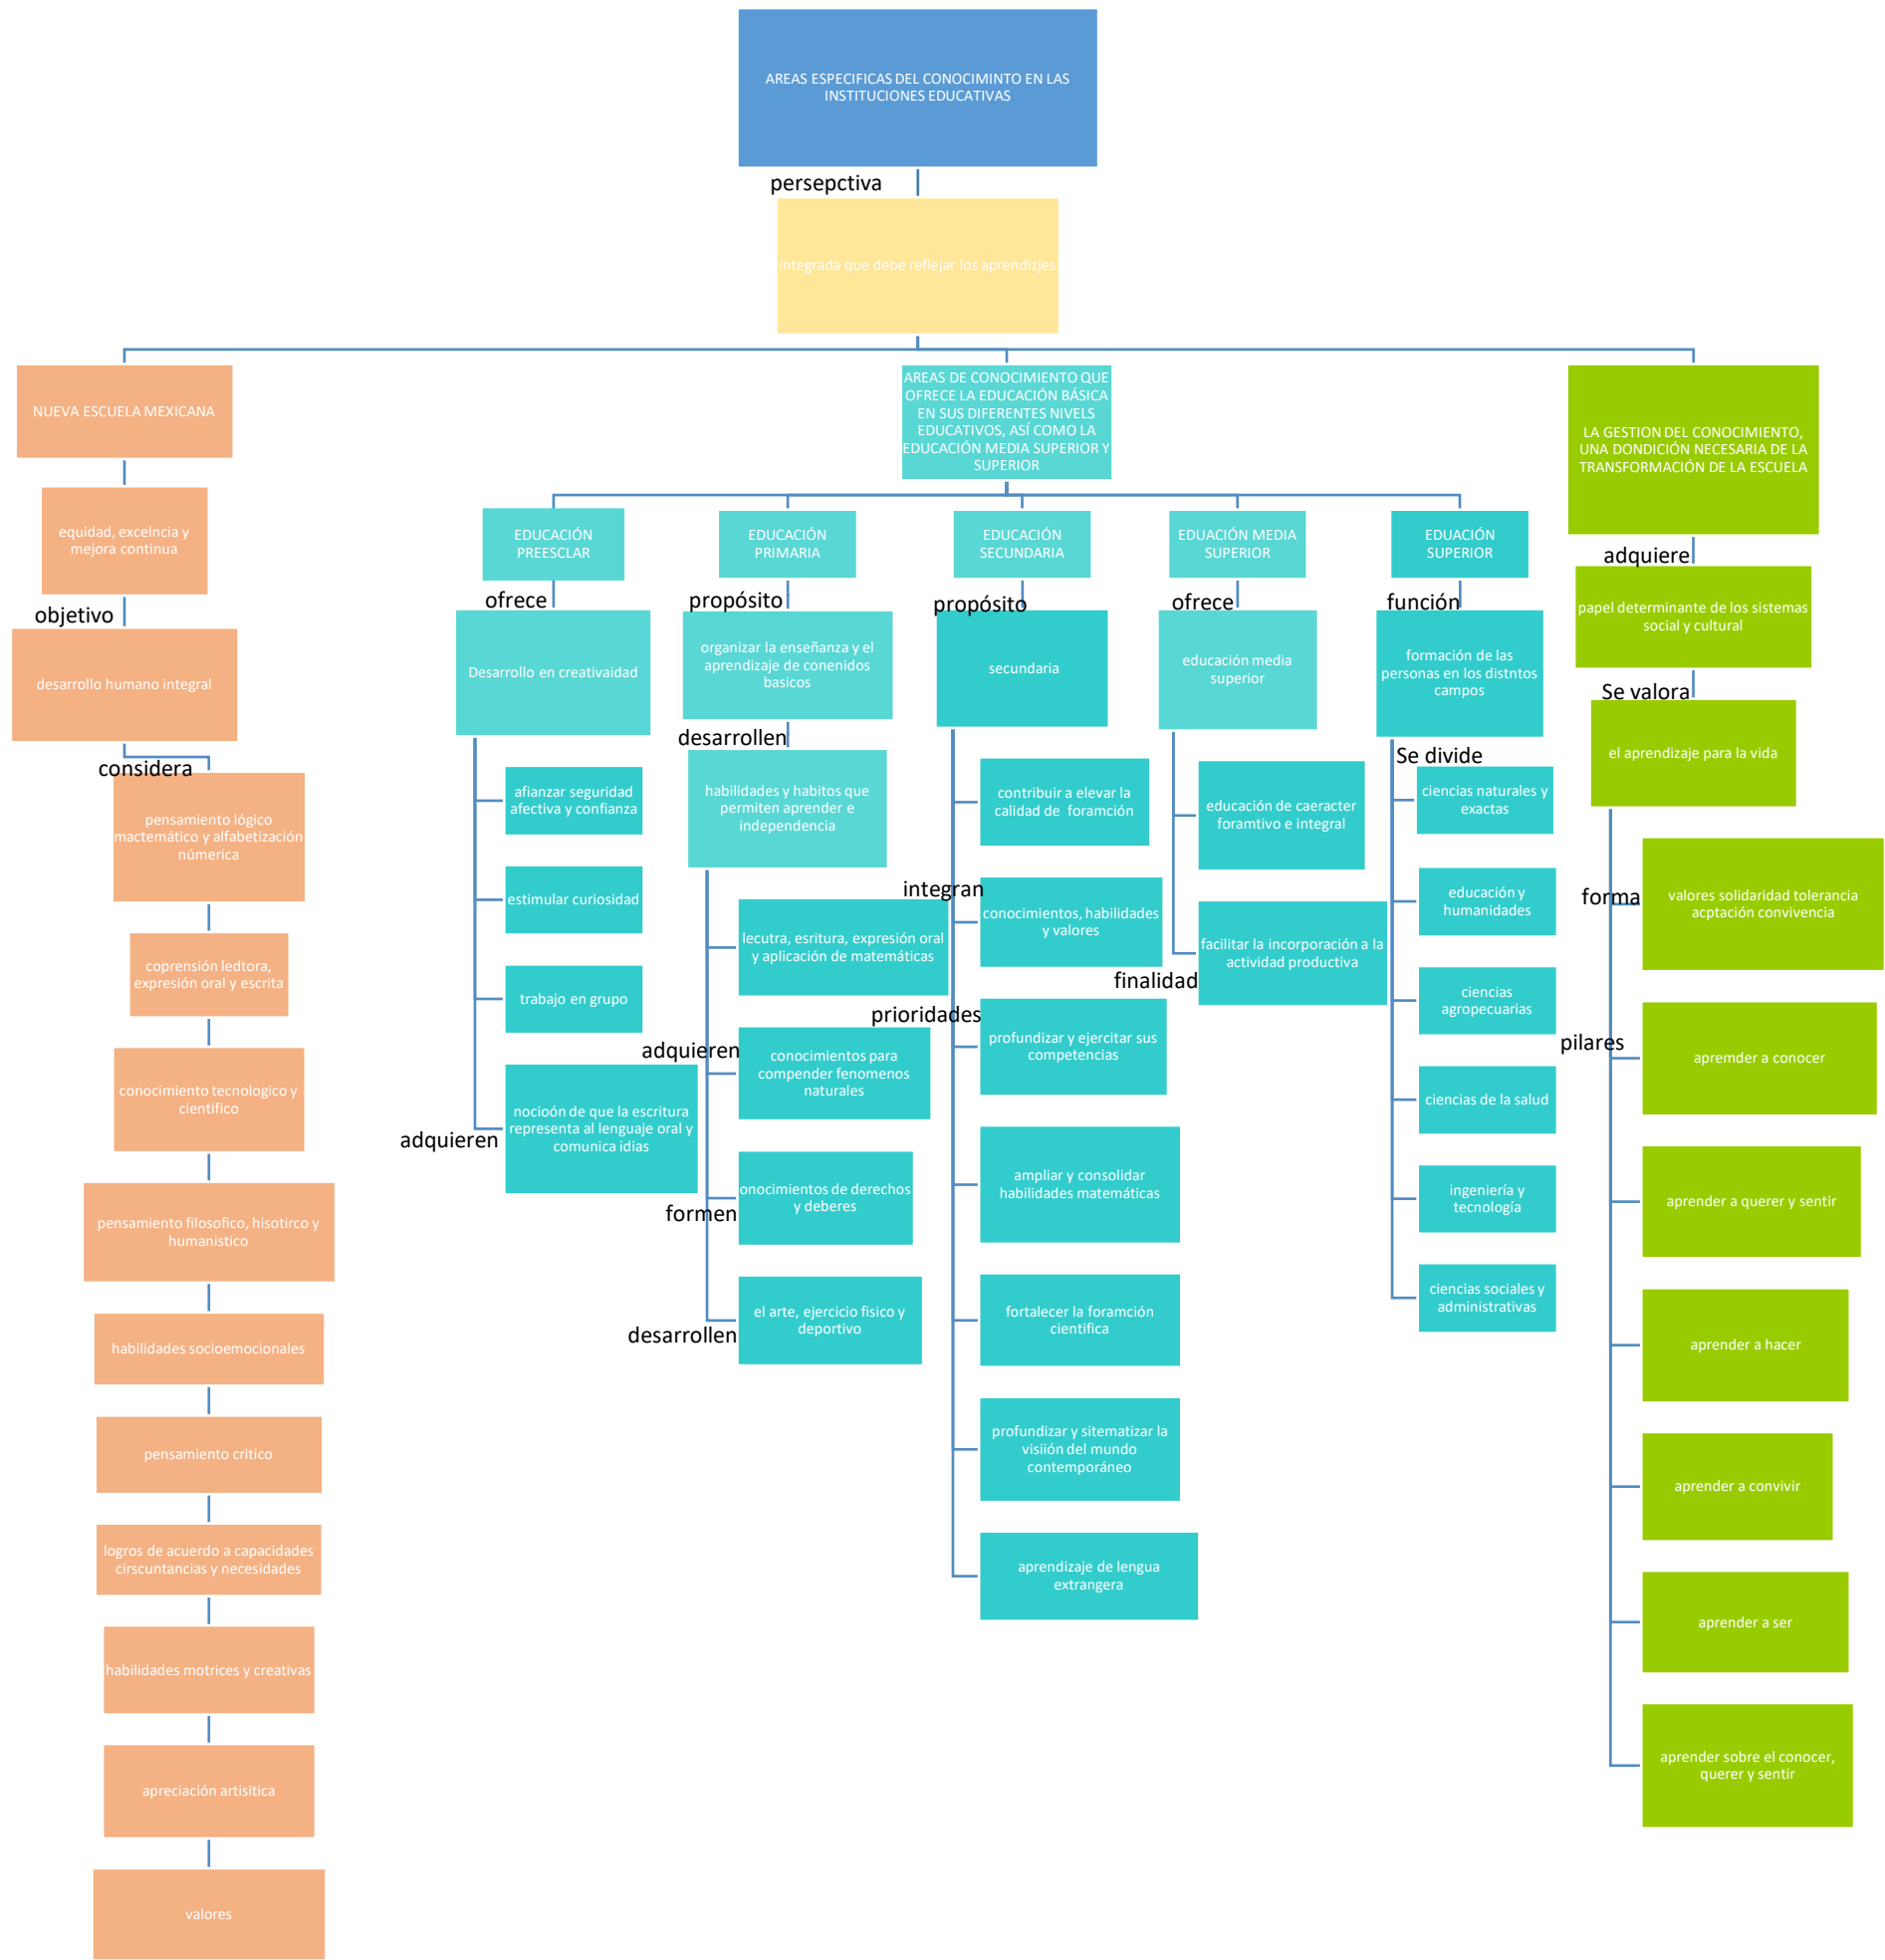 AREAS ESPECIFICAS DEL CONOCIMINTO EN LAS
INSTITUCIONES EDUCATIVAS
persepctiva
integrada que debe reflejar los aprendizjes
NUEVA ESCUELA MEXICANA
equidad, excelncia y
mejora continua
objetivo
desarrollo humano integral
considera
pensamiento lógico
mactemático y alfabetización
númerica
coprensión ledtora,
expresión oral y escrita
conocimiento tecnologico y
cientifico
pensamiento filosofico, hisotirco y
humanistico
habilidades socioemocionales
pensamiento critico
logros de acuerdo a capacidades
cirscuntancias y necesidades
habilidades motrices y creativas
apreciación artisitica
valores
AREAS DE CONOCIMIENTO QUE
OFRECE LA EDUCACIÓN BÁSICA
EN SUS DIFERENTES NIVELS
EDUCATIVOS, ASÍ COMO LA
EDUCACIÓN MEDIA SUPERIOR Y
SUPERIOR
EDUCACIÓN
PREESCLAR
ofrece
Desarrollo en creativaidad
afianzar seguridad
afectiva y confianza
estimular curiosidad
trabajo en grupo
adquieren
nocioón de que la escritura
representa al lenguaje oral y
comunica idias
EDUCACIÓN
PRIMARIA
propósito
organizar la enseñanza y el
aprendizaje de conenidos
basicos
desarrollen
habilidades y habitos que
permiten aprender e
independencia
lecutra, esritura, expresión oral
y aplicación de matemáticas
adquieren
conocimientos para
compender fenomenos
naturales
formen
onocimientos de derechos
y deberes
desarrollen
el arte, ejercicio fisico y
deportivo
EDUCACIÓN
SECUNDARIA
propósito
secundaria
contribuir a elevar la
calidad de foramción
integran
conocimientos, habilidades
y valores
prioridades
profundizar y ejercitar sus
competencias
ampliar y consolidar
habilidades matemáticas
fortalecer la foramción
cientifica
profundizar y sitematizar la
visiión del mundo
contemporáneo
aprendizaje de lengua
extrangera
EDUACIÓN MEDIA
SUPERIOR
ofrece
educación media
superior
educación de caeracter
foramtivo e integral
finalidad
facilitar la incorporación a la
actividad productiva
EDUACIÓN
SUPERIOR
función
formación de las
personas en los distntos
campos
Se divide
ciencias naturales y
exactas
educación y
humanidades
ciencias
agropecuarias
ciencias de la salud
ingeniería y
tecnología
ciencias sociales y
administrativas
LA GESTION DEL CONOCIMIENTO,
UNA DONDICIÓN NECESARIA DE LA
TRANSFORMACIÓN DE LA ESCUELA
adquiere
papel determinante de los sistemas
social y cultural
Se valora
el aprendizaje para la vida
forma
valores solidaridad tolerancia
acptación convivencia
pilares
apremder a conocer
aprender a querer y sentir
aprender a hacer
aprender a convivir
aprender a ser
aprender sobre el conocer,
querer y sentir